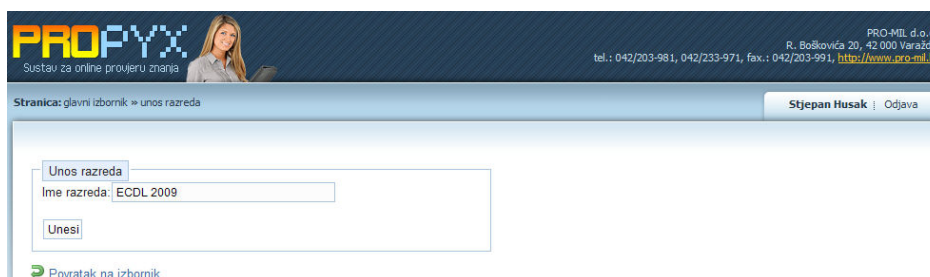 PROPYX
Sustav za online provjeru znanja
PRO-MIL d.o.
R. Boškovića 20, 42 000 Varažd
tel.: 042/203-981, 042/233-971, fax.: 042/203-991, http://www.pro-mil.
Stranica: glavni izbornik » unos razreda
Stjepan Husak | Odjava
Unos razreda
Ime razreda: ECDL 2009
Unesi
Povratak na izbornik